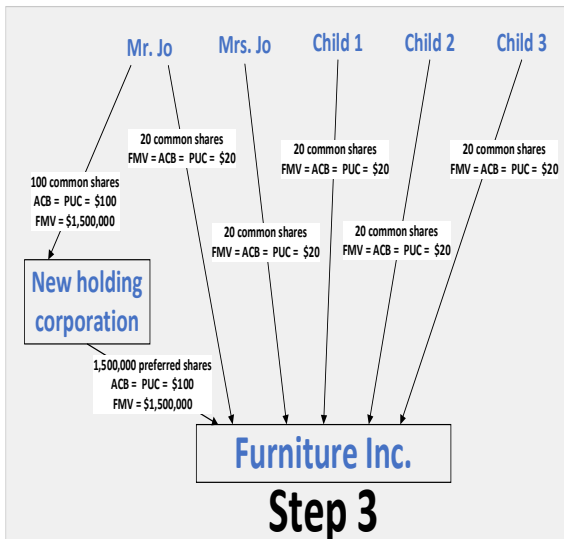 Mr. Jo
Mrs. Jo
Child 1
Child 2
Child 3
20 common shares
FMV = ACB = PUC = $20
20 common shares
FMV = ACB = PUC = $20
20 common shares
FMV = ACB = PUC = $20
100 common shares
ACB = PUC = $100
FMV = $1,500,000
20 common shares
FMV = ACB = PUC = $20
20 common shares
FMV = ACB = PUC = $20
New holding
corporation
1,500,000 preferred shares
ACB = PUC = $100
FMV = $1,500,000
Furniture Inc.
Step 3